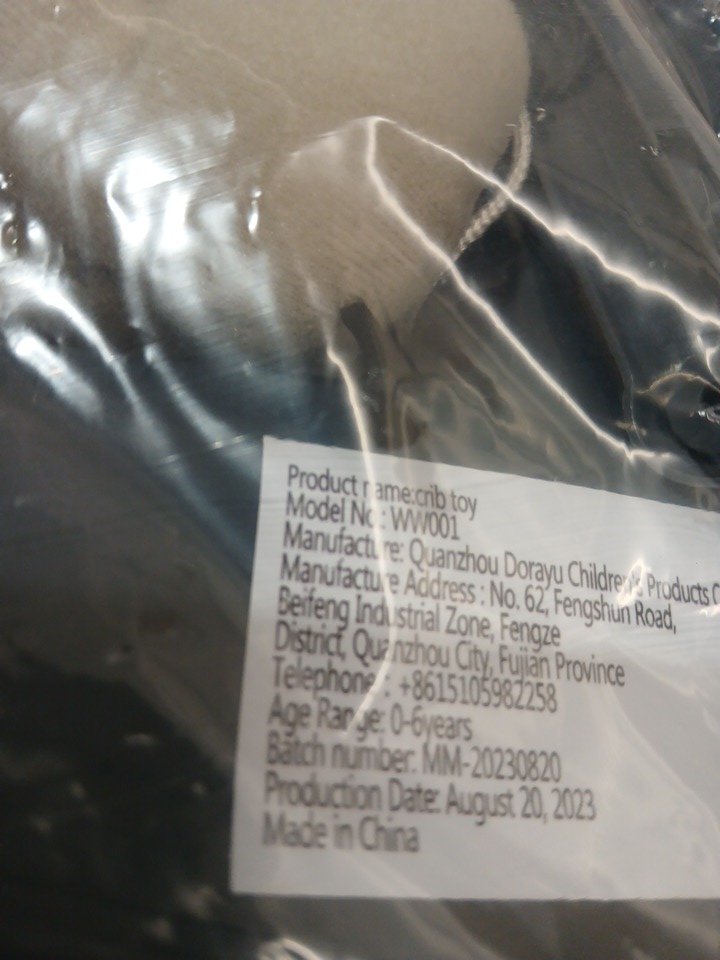 Product name:crib toy
Model No.: WW001
Manufacture: Quanzhou Dorayu Children's Products
Manufacture Address : No. 62, Fengshun Road,
Beifeng Industrial Zone, Fengze
District, Quanzhou City, Fujian Province
Telephone : +8615105982258
Age Range: 0-6years
Batch number: MM-20230820
Production Date: August 20, 2023
Made in China